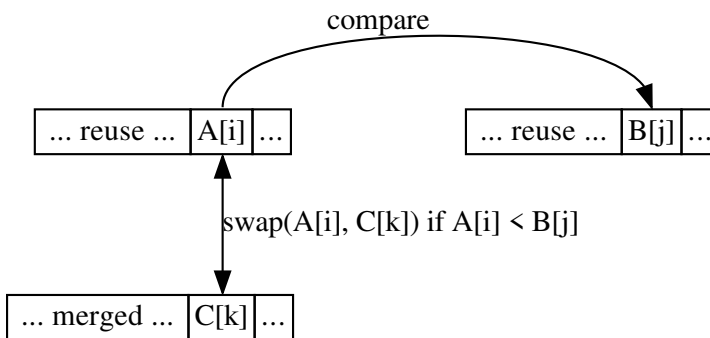 compare
... reuse ... A[i] ...
... reuse ... B[j] ...
swap(A[i], C[k]) if A[i] < B[j]
... merged ... C[k] ...